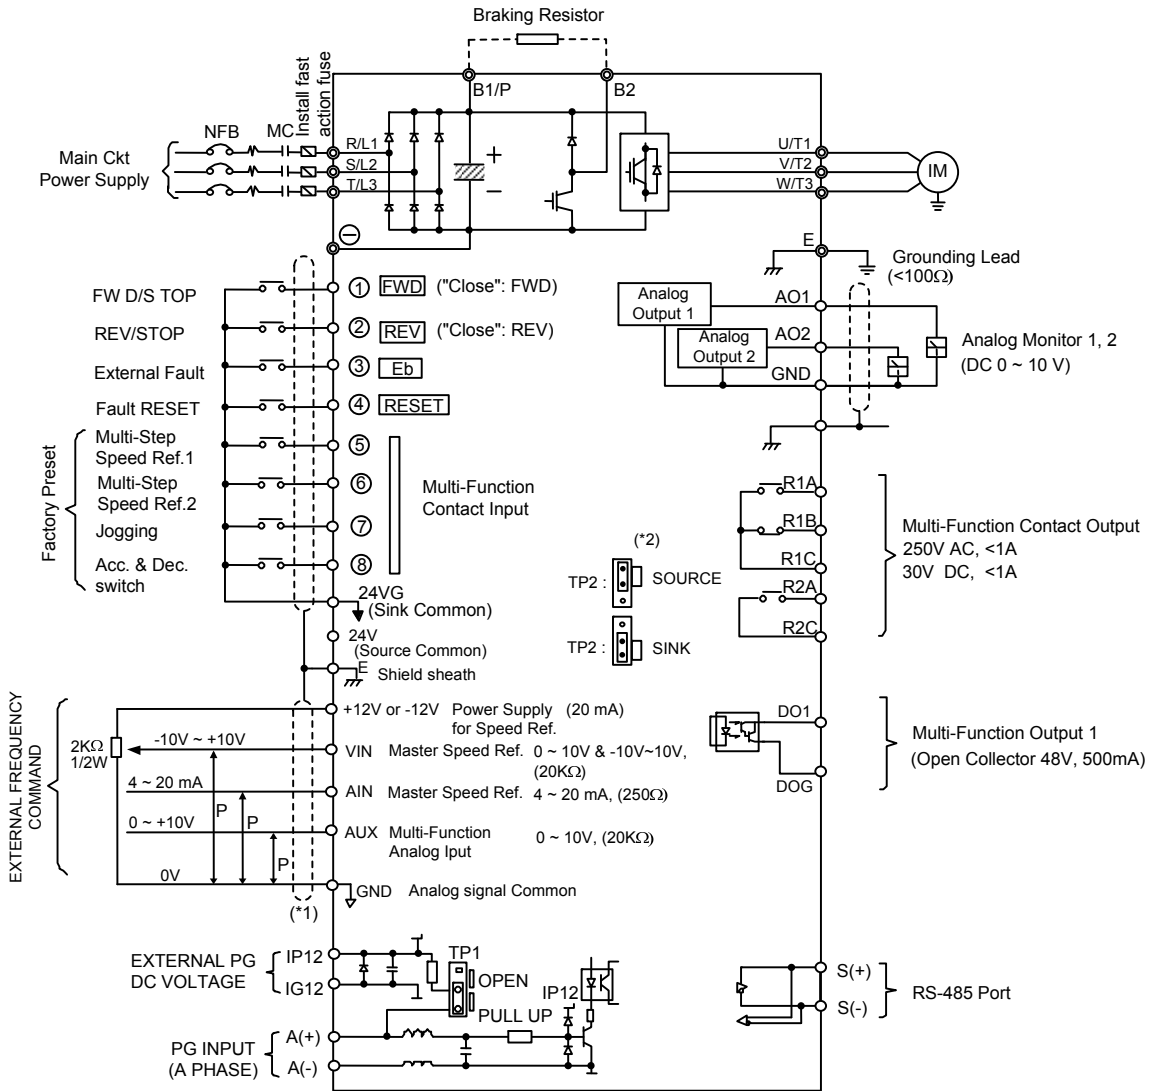 Braking Resistor
B1/P
B2
Install fast
action fuse
NFB
MC
Main Ckt
Power Supply
R/L1
S/L2
T/L3
+
−
U/T1
V/T2
W/T3
IM
⊖
E
Grounding Lead
(<100Ω)
FW D/S TOP
① FWD ("Close": FWD)
REV/STOP
② REV ("Close": REV)
External Fault
③ Eb
Fault RESET
④ RESET
Factory Preset
Multi-Step
Speed Ref.1
⑤
Multi-Step
Speed Ref.2
⑥
Jogging
⑦
Acc. & Dec.
switch
⑧
Multi-Function
Contact Input
24VG
(Sink Common)
24V
(Source Common)
E
Shield sheath
Analog
Output 1
AO1
Analog
Output 2
AO2
GND
Analog Monitor 1, 2
(DC 0 ~ 10 V)
R1A
R1B
R1C
R2A
R2C
Multi-Function Contact Output
250V AC, <1A
30V DC, <1A
(*2)
TP2 : SOURCE
TP2 : SINK
EXTERNAL FREQUENCY
COMMAND
2KΩ
1/2W
+12V or -12V Power Supply (20 mA)
for Speed Ref.
-10V ~ +10V
VIN Master Speed Ref. 0 ~ 10V & -10V~10V,
(20KΩ)
4 ~ 20 mA
AIN Master Speed Ref. 4 ~ 20 mA, (250Ω)
0 ~ +10V
AUX Multi-Function
Analog Iput
0 ~ 10V, (20KΩ)
P
P
P
0V
GND Analog signal Common
(*1)
DO1
DOG
Multi-Function Output 1
(Open Collector 48V, 500mA)
EXTERNAL PG
DC VOLTAGE
IP12
IG12
TP1
OPEN
PULL UP
IP12
PG INPUT
(A PHASE)
A(+)
A(-)
S(+)
S(-)
RS-485 Port